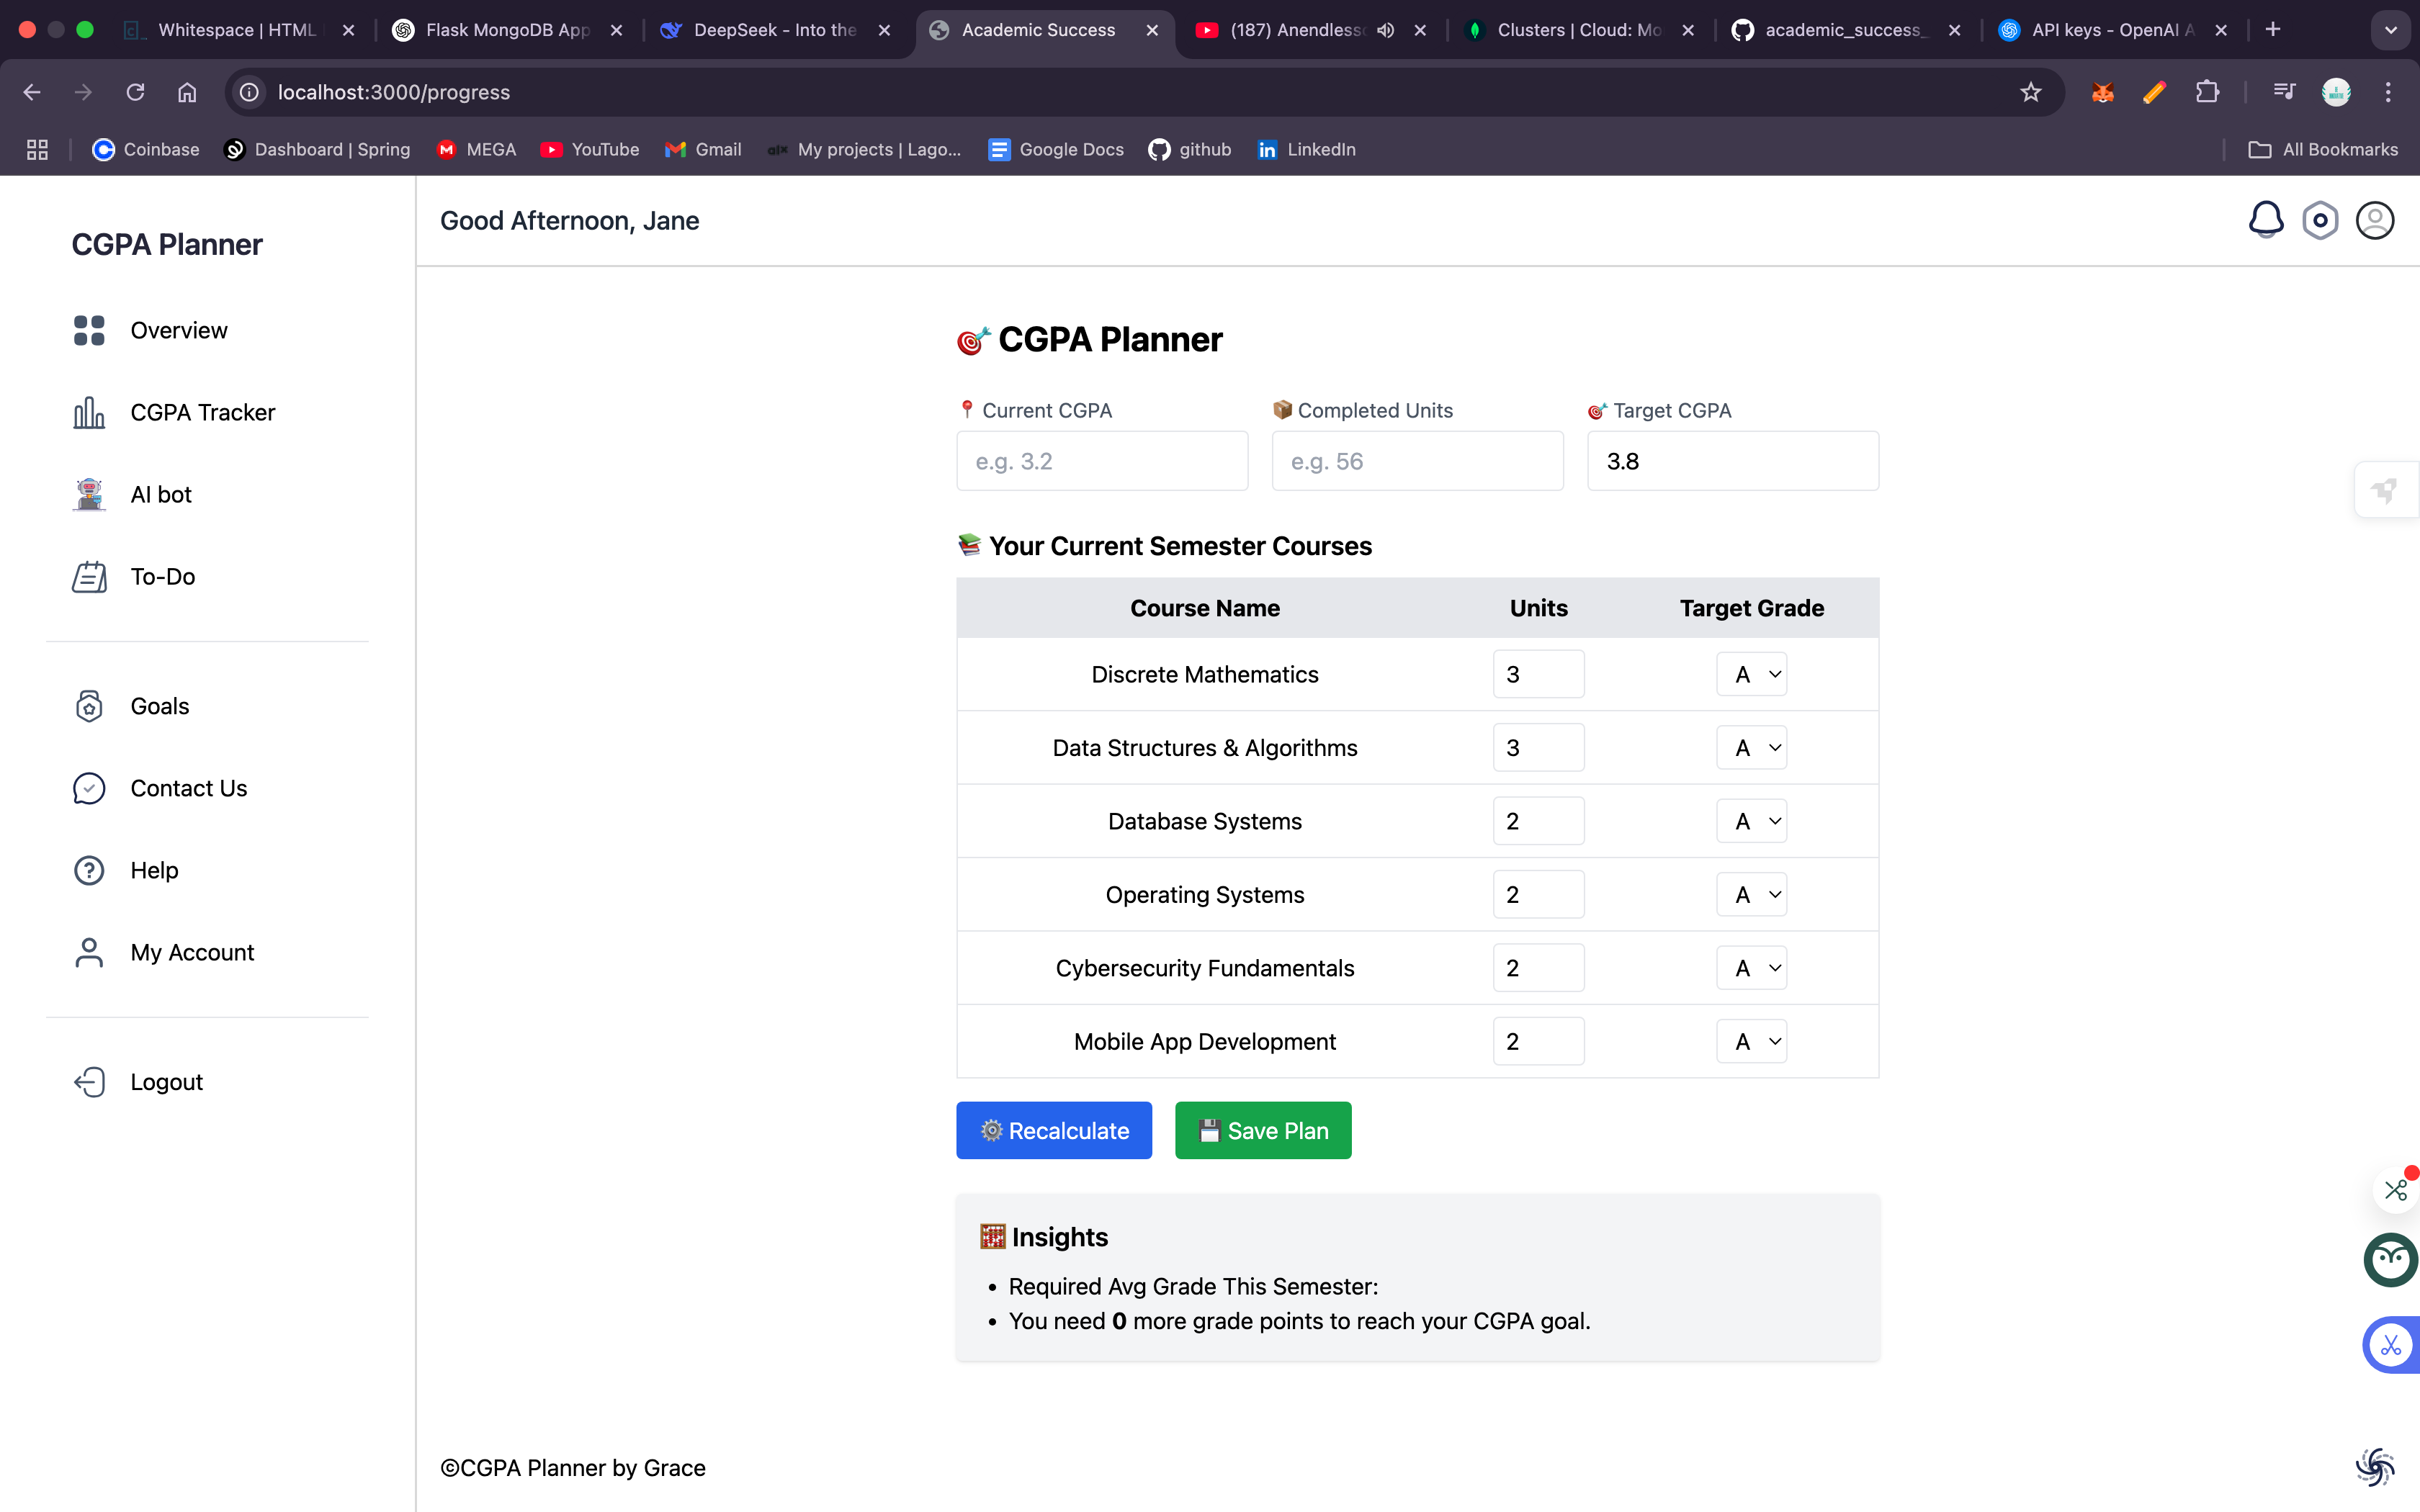 Whitespace | HTML
Flask MongoDB App
DeepSeek - Into the
Academic Success
(187) Anendless
Clusters | Cloud: Mo
academic_success_
API keys - OpenAI A
localhost:3000/progress
Coinbase
Dashboard | Spring
MEGA
YouTube
Gmail
My projects | Lago...
Google Docs
github
LinkedIn
All Bookmarks
CGPA Planner
Overview
CGPA Tracker
AI bot
To-Do
Goals
Contact Us
Help
My Account
Logout
Good Afternoon, Jane
CGPA Planner
Current CGPA
Completed Units
Target CGPA
e.g. 3.2
e.g. 56
3.8
Your Current Semester Courses
Course Name Units Target Grade
Discrete Mathematics 3 A
Data Structures & Algorithms 3 A
Database Systems 2 A
Operating Systems 2 A
Cybersecurity Fundamentals 2 A
Mobile App Development 2 A
Recalculate
Save Plan
Insights
• Required Avg Grade This Semester:
• You need 0 more grade points to reach your CGPA goal.
©CGPA Planner by Grace